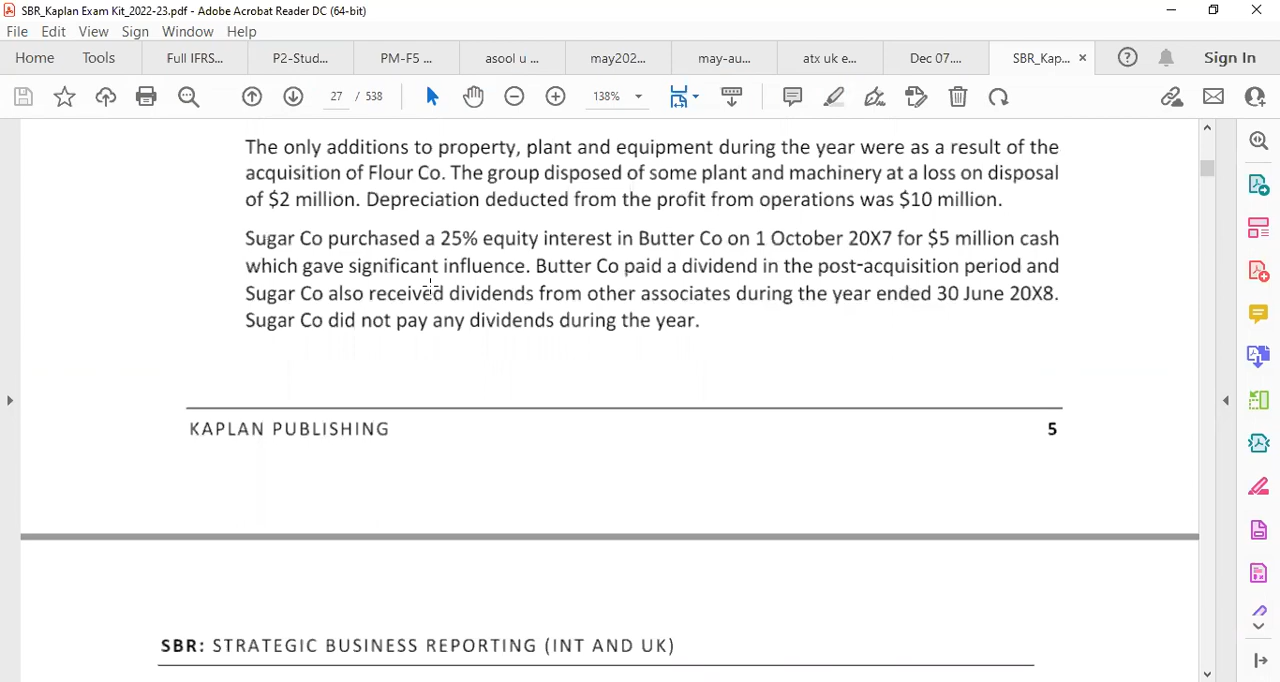 SBR_Kaplan Exam Kit_2022-23.pdf - Adobe Acrobat Reader DC (64-bit)
File Edit View Sign Window Help
Home Tools Full IFRS... P2-Stud... PM-F5 ... asool u ... may202... may-au... atx uk e... Dec 07.... SBR_Kap... × Sign In
27 / 538 138%
The only additions to property, plant and equipment during the year were as a result of the
acquisition of Flour Co. The group disposed of some plant and machinery at a loss on disposal
of $2 million. Depreciation deducted from the profit from operations was $10 million.
Sugar Co purchased a 25% equity interest in Butter Co on 1 October 20X7 for $5 million cash
which gave significant influence. Butter Co paid a dividend in the post-acquisition period and
Sugar Co also received dividends from other associates during the year ended 30 June 20X8.
Sugar Co did not pay any dividends during the year.
KAPLAN PUBLISHING 5
SBR: STRATEGIC BUSINESS REPORTING (INT AND UK)